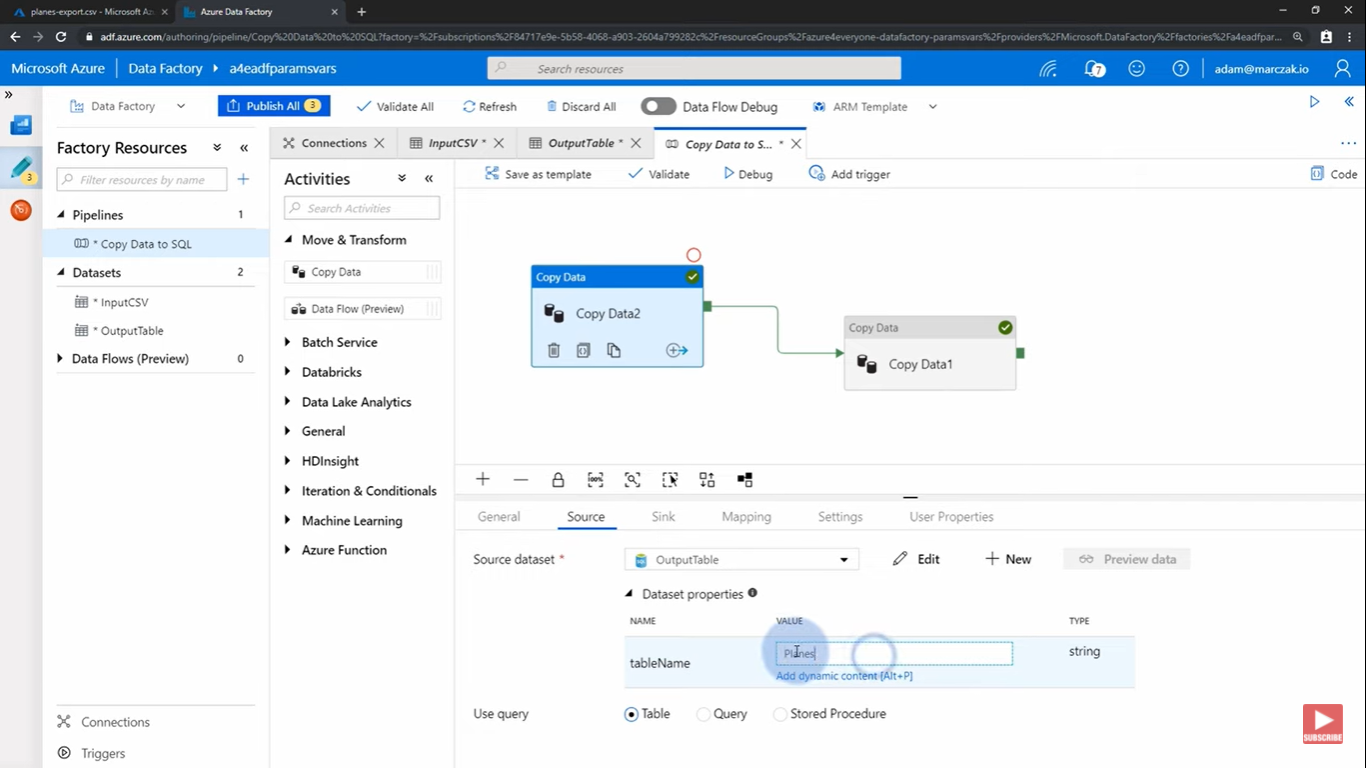 planes-export.csv - Microsoft Az
Azure Data Factory
adf.azure.com/authoring/pipeline/Copy%20Data%20to%20SQL?factory=%2Fsubscriptions%2F84717e9e-5b58-4068-a903-2604a799282c%2FresourceGroups%2Fazure4everyone-datafactory-paramsvars%2Fproviders%2FMicrosoft.DataFactory%2Ffactories%2Fa4eadfpar...
Microsoft Azure
Data Factory
a4eadfparamsvars
Search resources
7
adam@marczak.io
Data Factory
Publish All 3
Validate All
Refresh
Discard All
Data Flow Debug
ARM Template
3
Factory Resources
Filter resources by name
Pipelines 1
* Copy Data to SQL
Datasets 2
* InputCSV
* OutputTable
Data Flows (Preview) 0
Connections
Triggers
Connections
InputCSV *
OutputTable *
Copy Data to S... *
Activities
Search Activities
Move & Transform
Copy Data
Data Flow (Preview)
Batch Service
Databricks
Data Lake Analytics
General
HDInsight
Iteration & Conditionals
Machine Learning
Azure Function
Save as template
Validate
Debug
Add trigger
Code
Copy Data
Copy Data2
Copy Data
Copy Data1
100%
General
Source
Sink
Mapping
Settings
User Properties
Source dataset *
OutputTable
Edit
New
Preview data
Dataset properties
NAME
VALUE
TYPE
tableName
Planes
string
Add dynamic content [Alt+P]
Use query
Table
Query
Stored Procedure
SUBSCRIBE